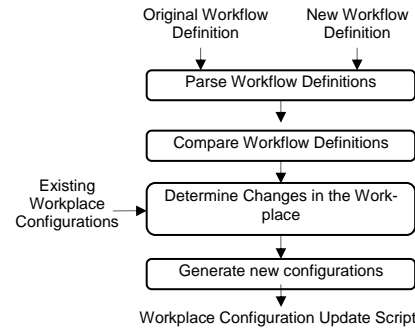 Original Workflow
Definition
New Workflow
Definition
Parse Workflow Definitions
Compare Workflow Definitions
Existing
Workplace
Configurations
Determine Changes in the Work-
place
Generate new configurations
Workplace Configuration Update Script